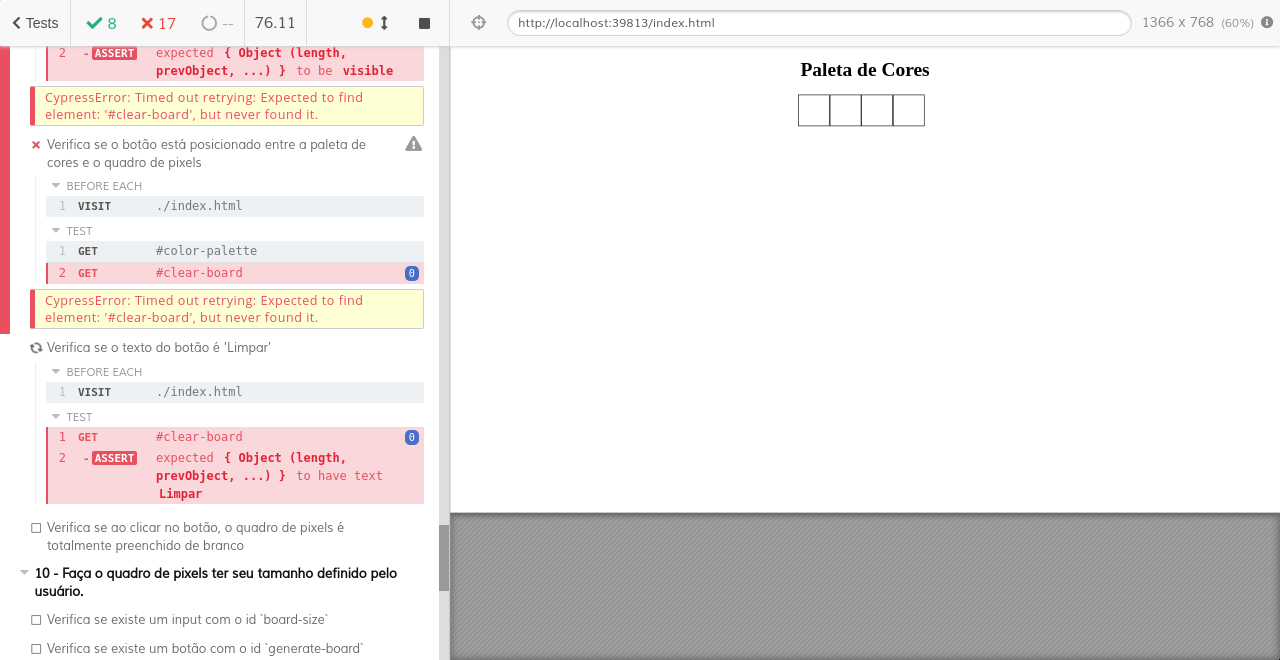 Tests 8 17 -- 76.11 http://localhost:39813/index.html 1366 x 768 (60%)
2 -ASSERT expected { Object (length,
prevObject, ...) } to be visible
CypressError: Timed out retrying: Expected to find
element: '#clear-board', but never found it.
Verifica se o botão está posicionado entre a paleta de
cores e o quadro de pixels
BEFORE EACH
1 VISIT ./index.html
TEST
1 GET #color-palette
2 GET #clear-board 0
CypressError: Timed out retrying: Expected to find
element: '#clear-board', but never found it.
Verifica se o texto do botão é 'Limpar'
BEFORE EACH
1 VISIT ./index.html
TEST
1 GET #clear-board 0
2 -ASSERT expected { Object (length,
prevObject, ...) } to have text
Limpar
Verifica se ao clicar no botão, o quadro de pixels é
totalmente preenchido de branco
10 - Faça o quadro de pixels ter seu tamanho definido pelo
usuário.
Verifica se existe um input com o id `board-size`
Verifica se existe um botão com o id `generate-board`
Paleta de Cores